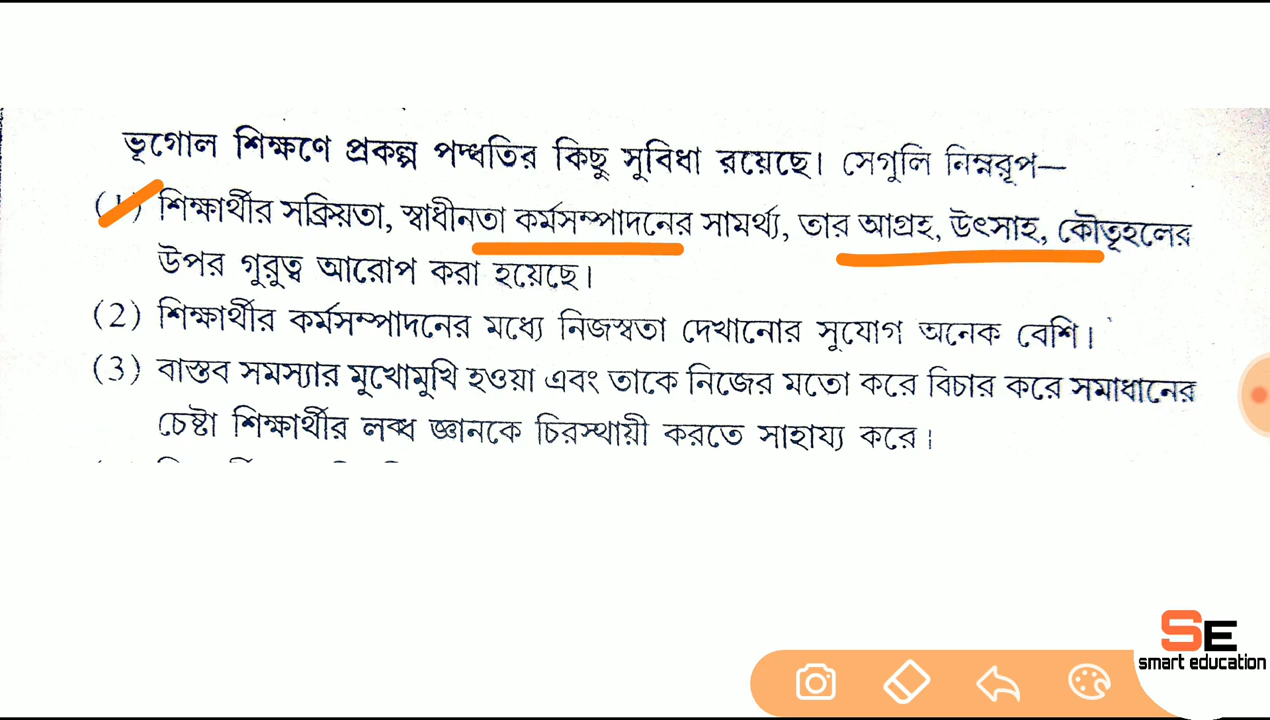 ভূগোল শিক্ষণে প্রকল্প পদ্ধতির কিছু সুবিধা রয়েছে। সেগুলি নিম্নরূপ—
(1) শিক্ষার্থীর সক্রিয়তা, স্বাধীনতা কর্মসম্পাদনের সামর্থ্য, তার আগ্রহ, উৎসাহ, কৌতূহলের
উপর গুরুত্ব আরোপ করা হয়েছে।
(2) শিক্ষার্থীর কর্মসম্পাদনের মধ্যে নিজস্বতা দেখানোর সুযোগ অনেক বেশি।
(3) বাস্তব সমস্যার মুখোমুখি হওয়া এবং তাকে নিজের মতো করে বিচার করে সমাধানের
চেষ্টা শিক্ষার্থীর লব্ধ জ্ঞানকে চিরস্থায়ী করতে সাহায্য করে।
SE
smart education